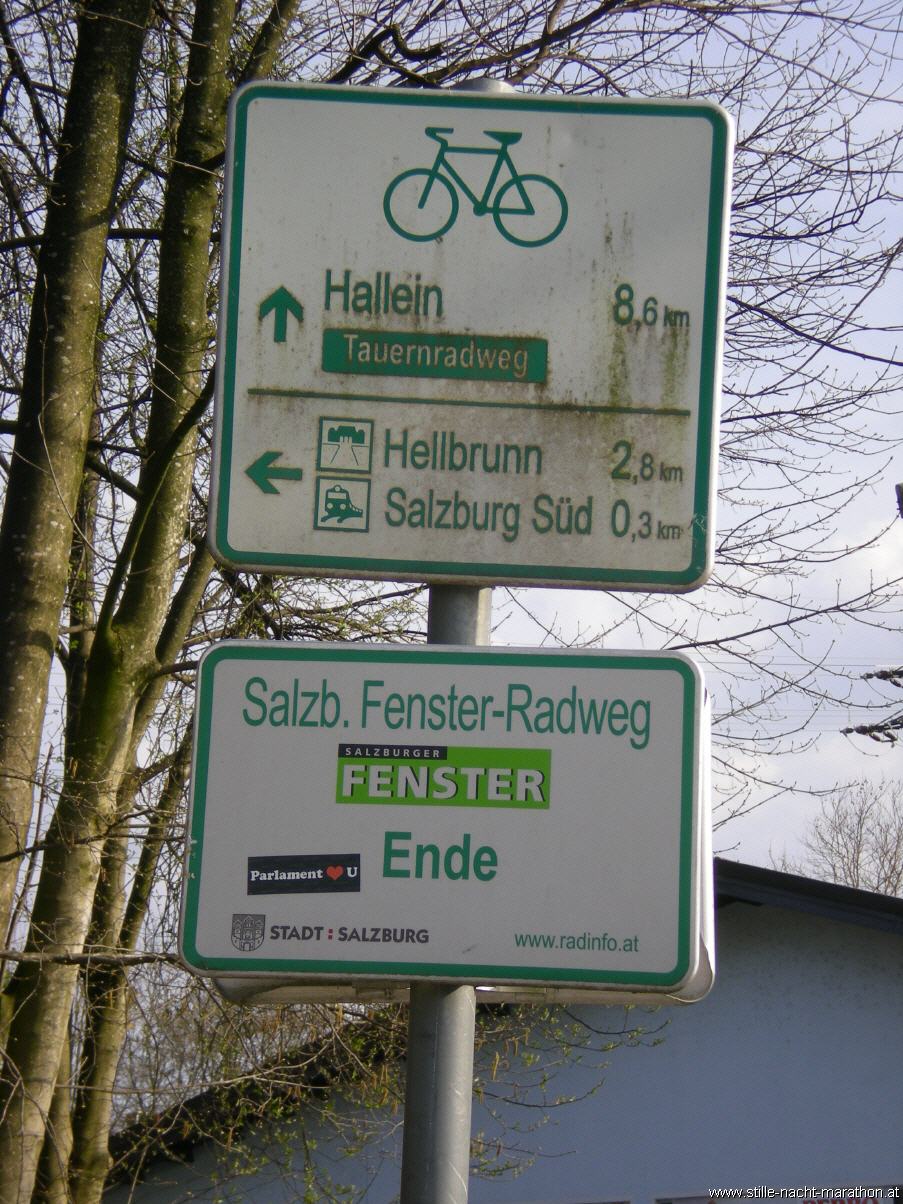 Hallein 8,6 km
Tauernradweg
Hellbrunn 2,8 km
Salzburg Süd 0,3 km
Salzb. Fenster-Radweg
SALZBURGER
FENSTER
Ende
Parlament ❤ U
STADT:SALZBURG
www.radinfo.at
www.stille-nacht-marathon.at